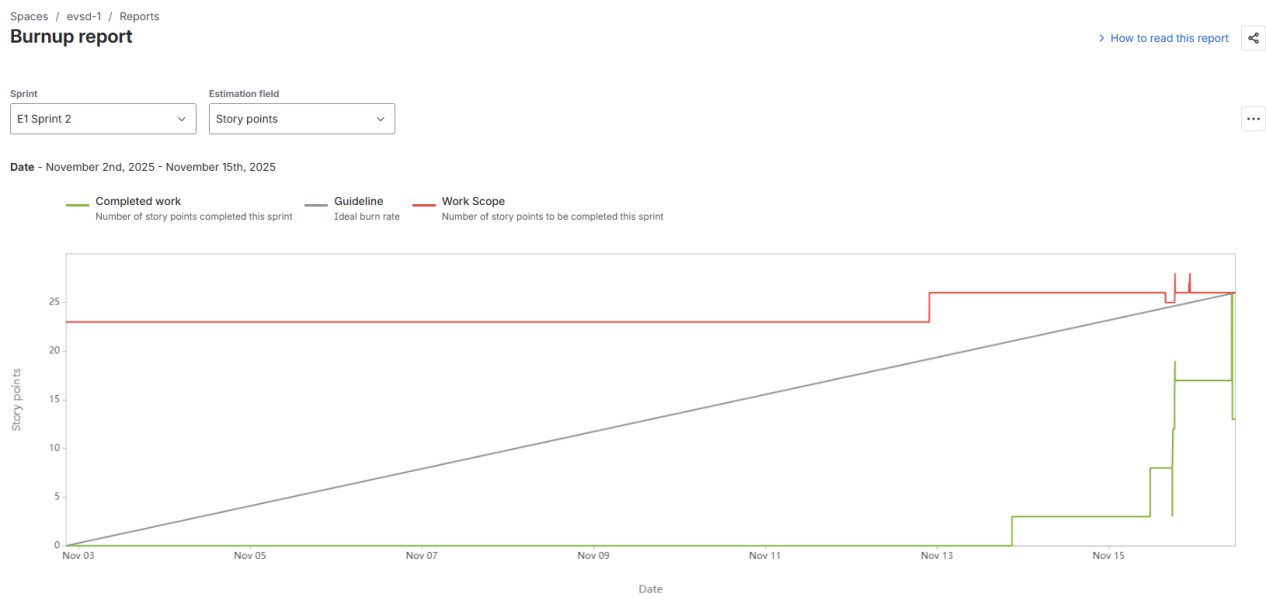 Spaces / evsd-1 / Reports
Burnup report
How to read this report
Sprint
Estimation field
E1 Sprint 2
Story points
Date - November 2nd, 2025 - November 15th, 2025
Completed work
Number of story points completed this sprint
Guideline
Ideal burn rate
Work Scope
Number of story points to be completed this sprint
25
20
15
10
5
0
Story points
Nov 03
Nov 05
Nov 07
Nov 09
Nov 11
Nov 13
Nov 15
Date